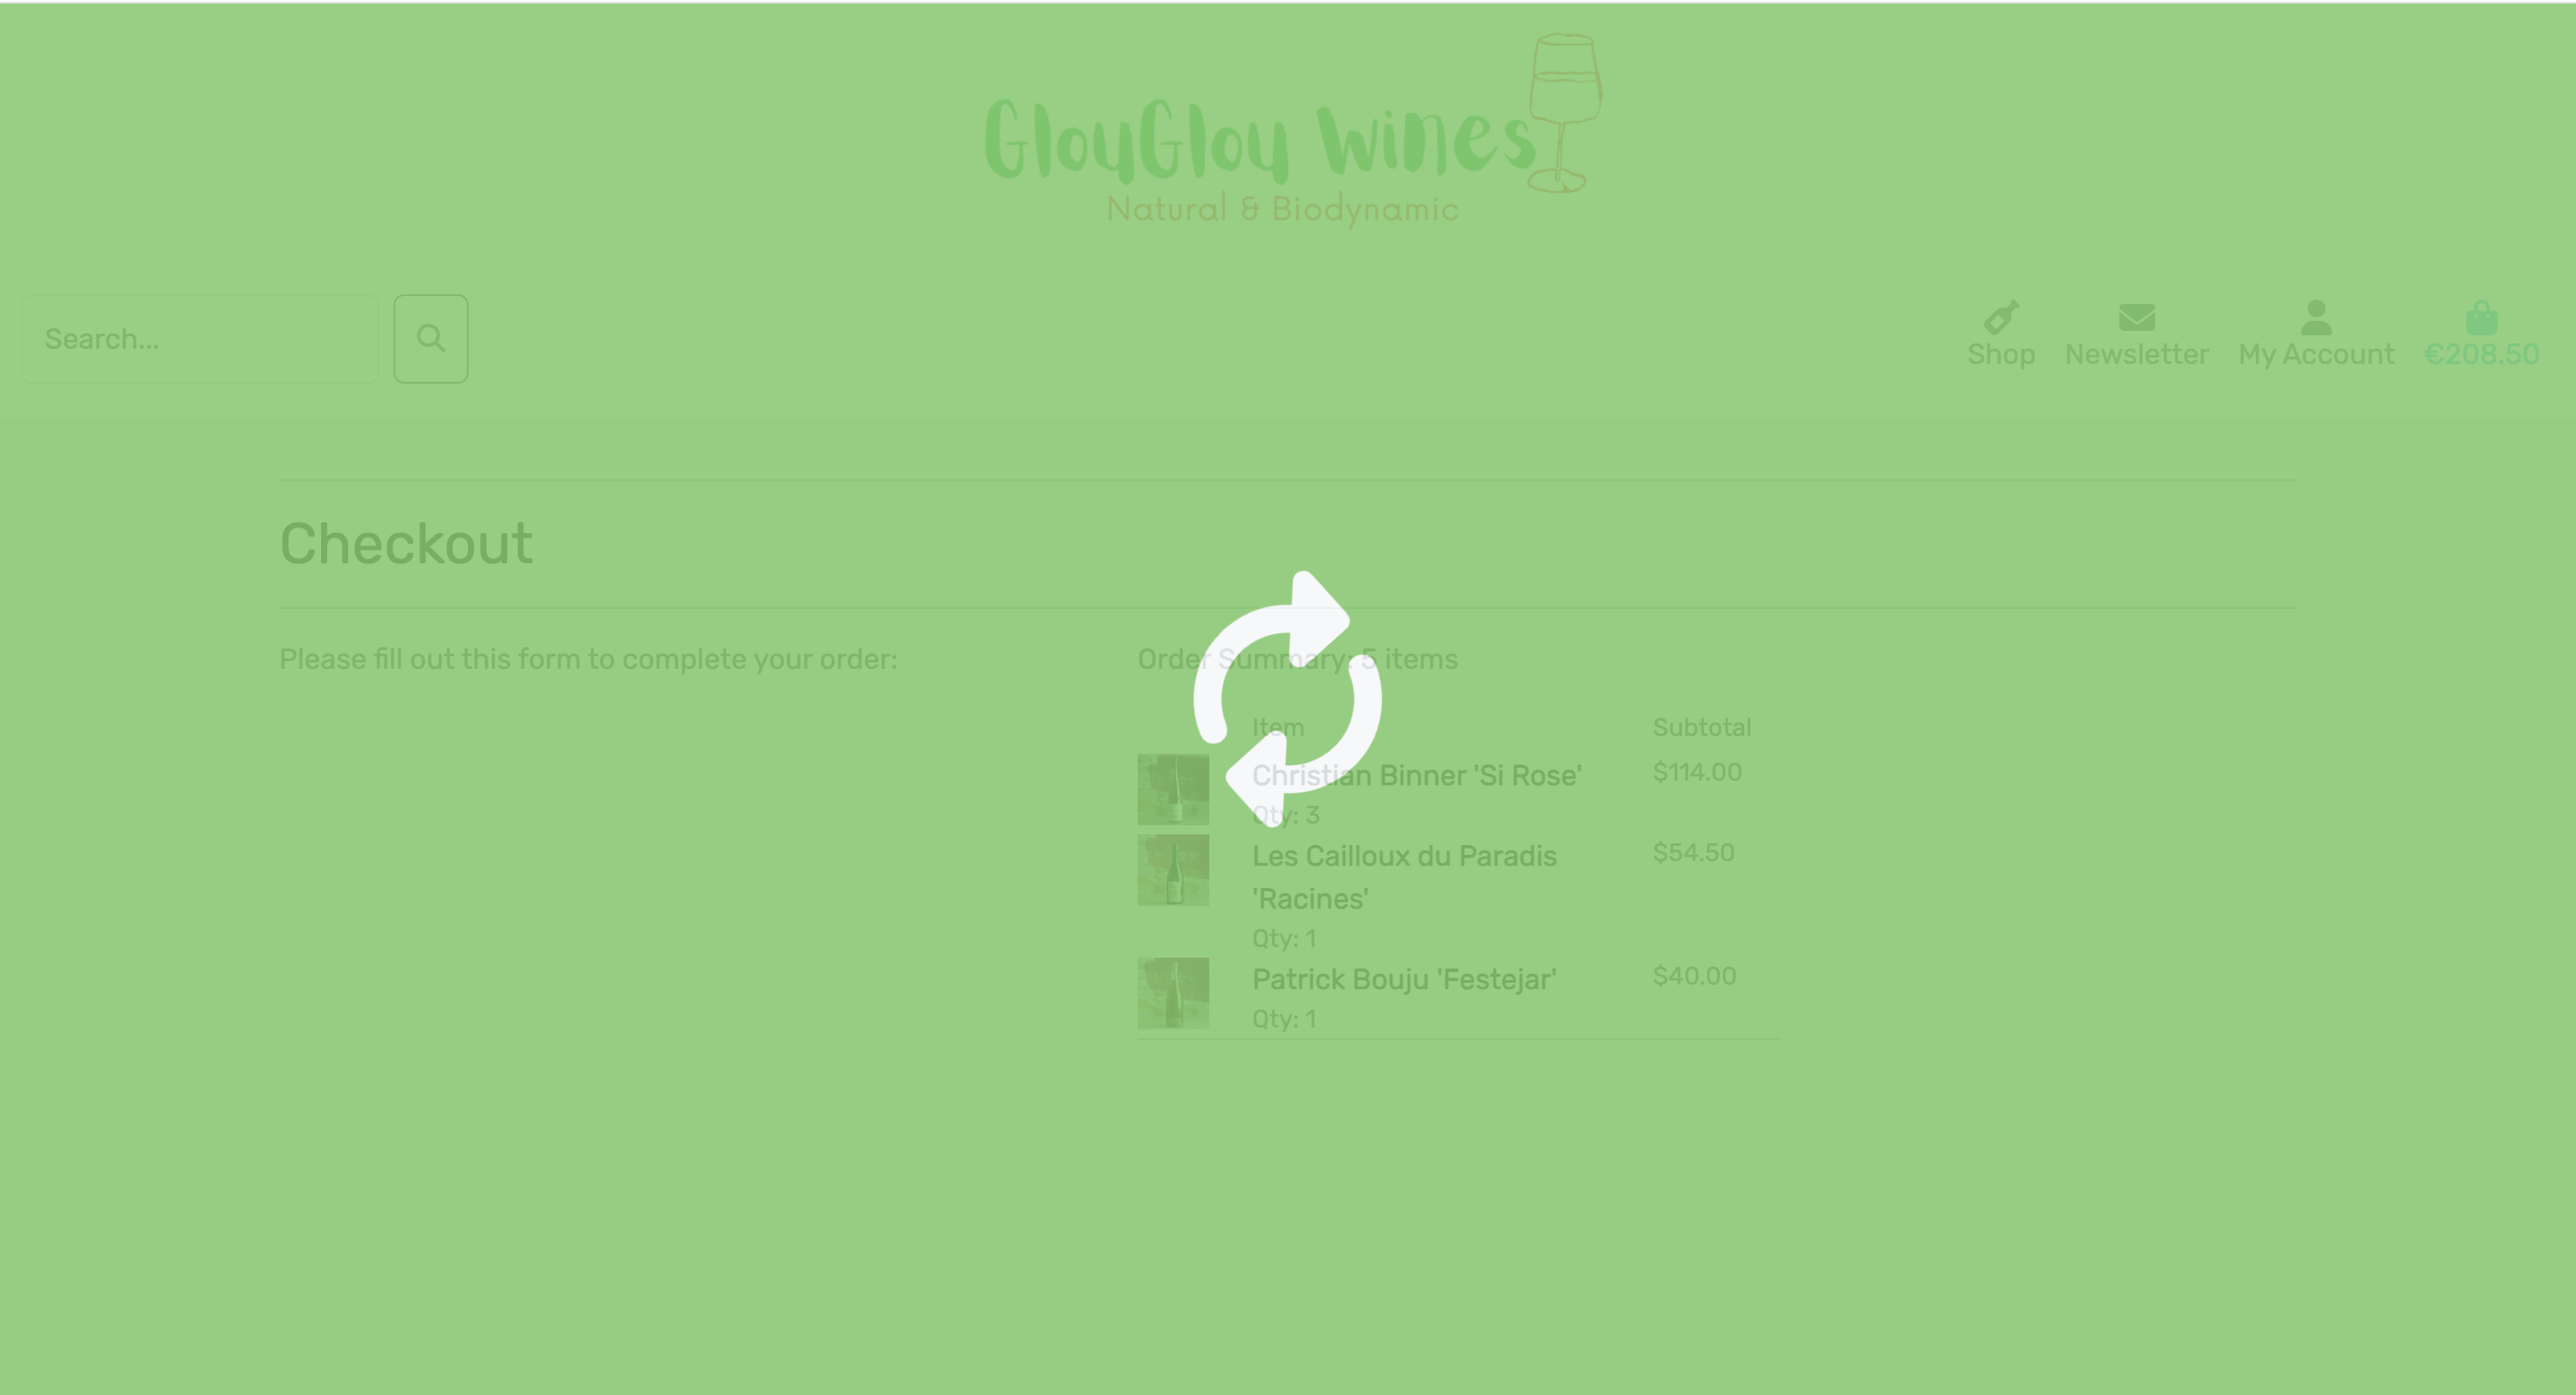 GlouGlou Wines
Natural & Biodynamic
Search...
Shop
Newsletter
My Account
€208.50
Checkout
Please fill out this form to complete your order:
Order Summary: 5 items
Item Subtotal
Christian Binner 'Si Rose' $114.00
Qty: 3
Les Cailloux du Paradis $54.50
'Racines'
Qty: 1
Patrick Bouju 'Festejar' $40.00
Qty: 1